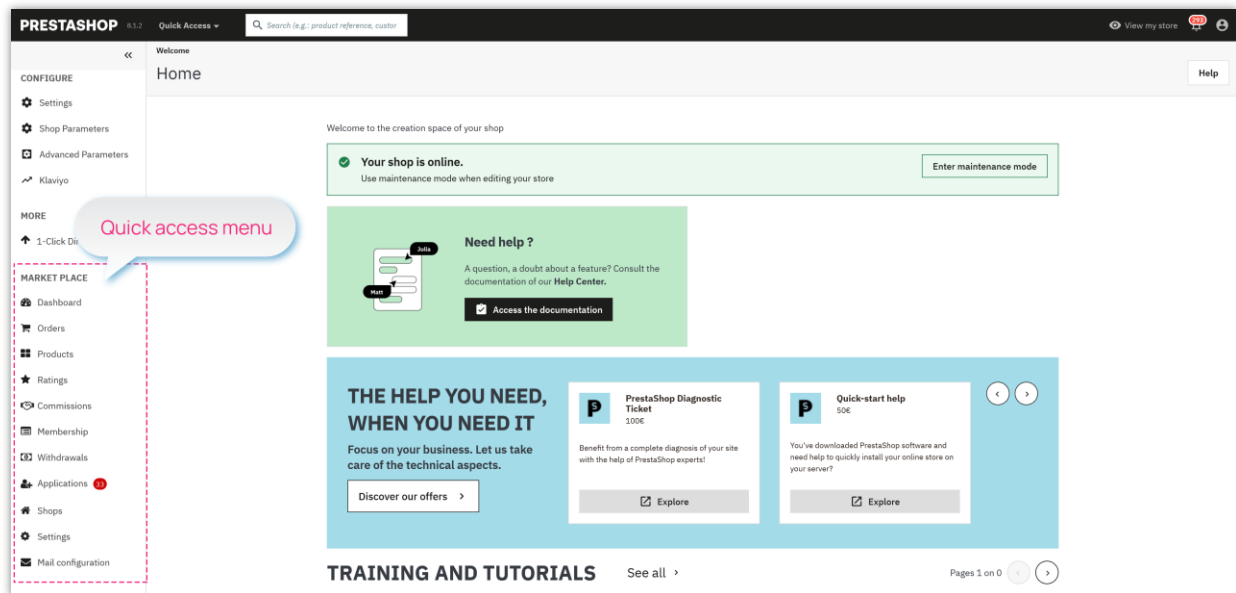 PRESTASHOP 8.1.2 Quick Access Search (e.g.: product reference, custor View my store 293
Welcome
Home
Help
CONFIGURE
Settings
Shop Parameters
Advanced Parameters
Klaviyo
MORE
1-Click Di
Quick access menu
MARKET PLACE
Dashboard
Orders
Products
Ratings
Commissions
Membership
Withdrawals
Applications 33
Shops
Settings
Mail configuration
Welcome to the creation space of your shop
Your shop is online.
Use maintenance mode when editing your store
Enter maintenance mode
Julia
Matt
Need help ?
A question, a doubt about a feature? Consult the
documentation of our Help Center.
Access the documentation
THE HELP YOU NEED,
WHEN YOU NEED IT
Focus on your business. Let us take
care of the technical aspects.
Discover our offers
PrestaShop Diagnostic
Ticket
100€
Benefit from a complete diagnosis of your site
with the help of PrestaShop experts!
Explore
Quick-start help
50€
You've downloaded PrestaShop software and
need help to quickly install your online store on
your server?
Explore
TRAINING AND TUTORIALS See all Pages 1 on 0